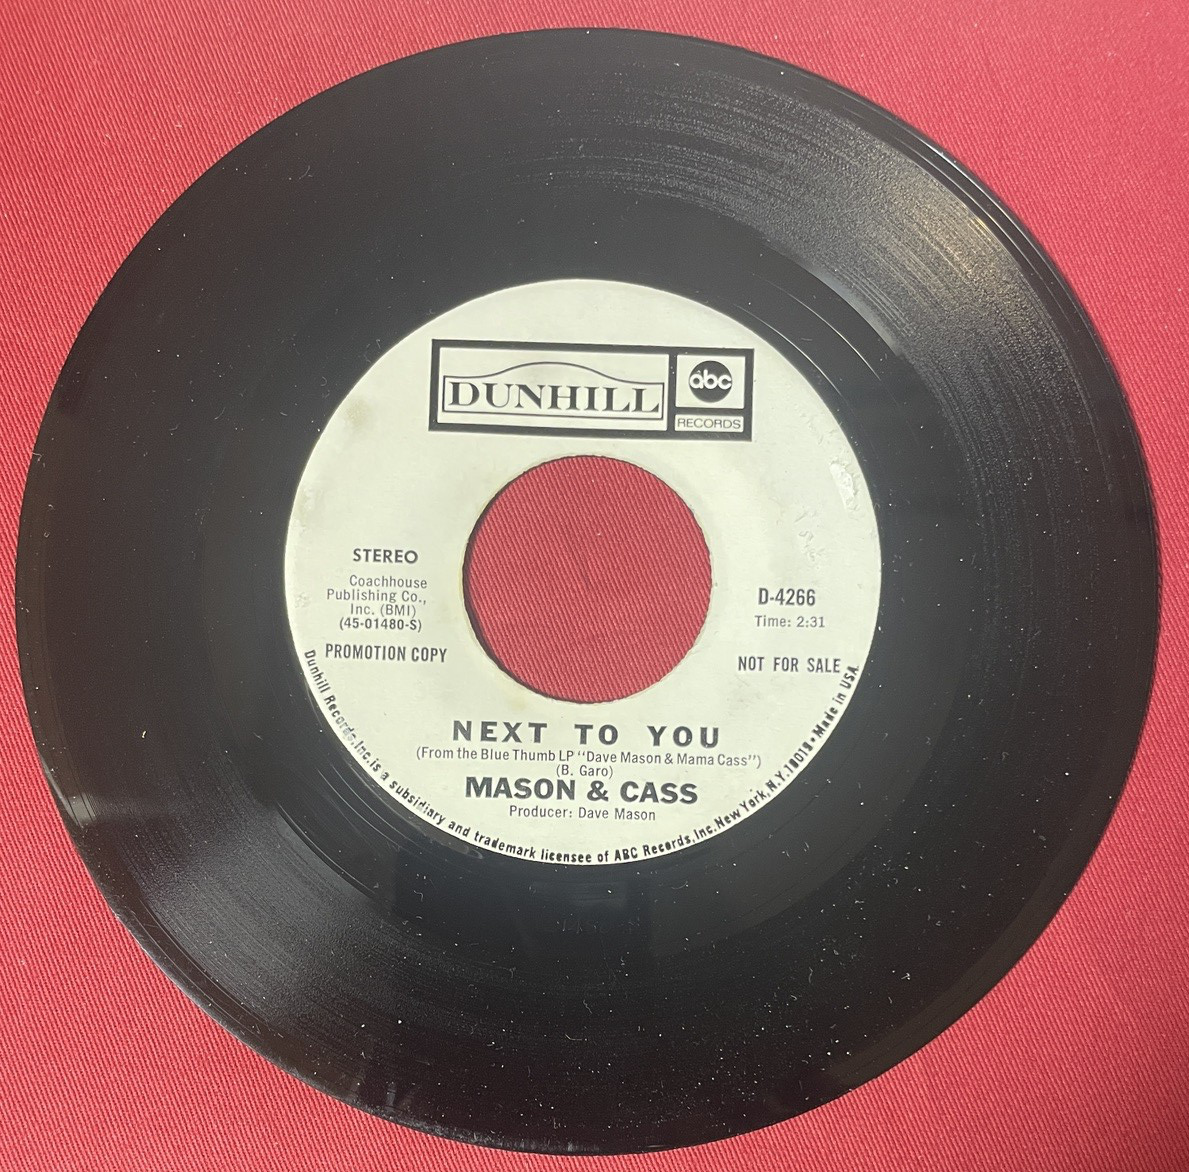 DUNHILL
abc
RECORDS
STEREO
Coachhouse
Publishing Co.,
Inc. (BMI)
(45-01480-S)
PROMOTION COPY
D-4266
Time: 2:31
NOT FOR SALE
NEXT TO YOU
(From the Blue Thumb LP "Dave Mason & Mama Cass")
(B. Garo)
MASON & CASS
Producer: Dave Mason
Dunhill Records, Inc. is a subsidiary and trademark licensee of ABC Records, Inc. New York, N.Y. 10019 • Made in USA